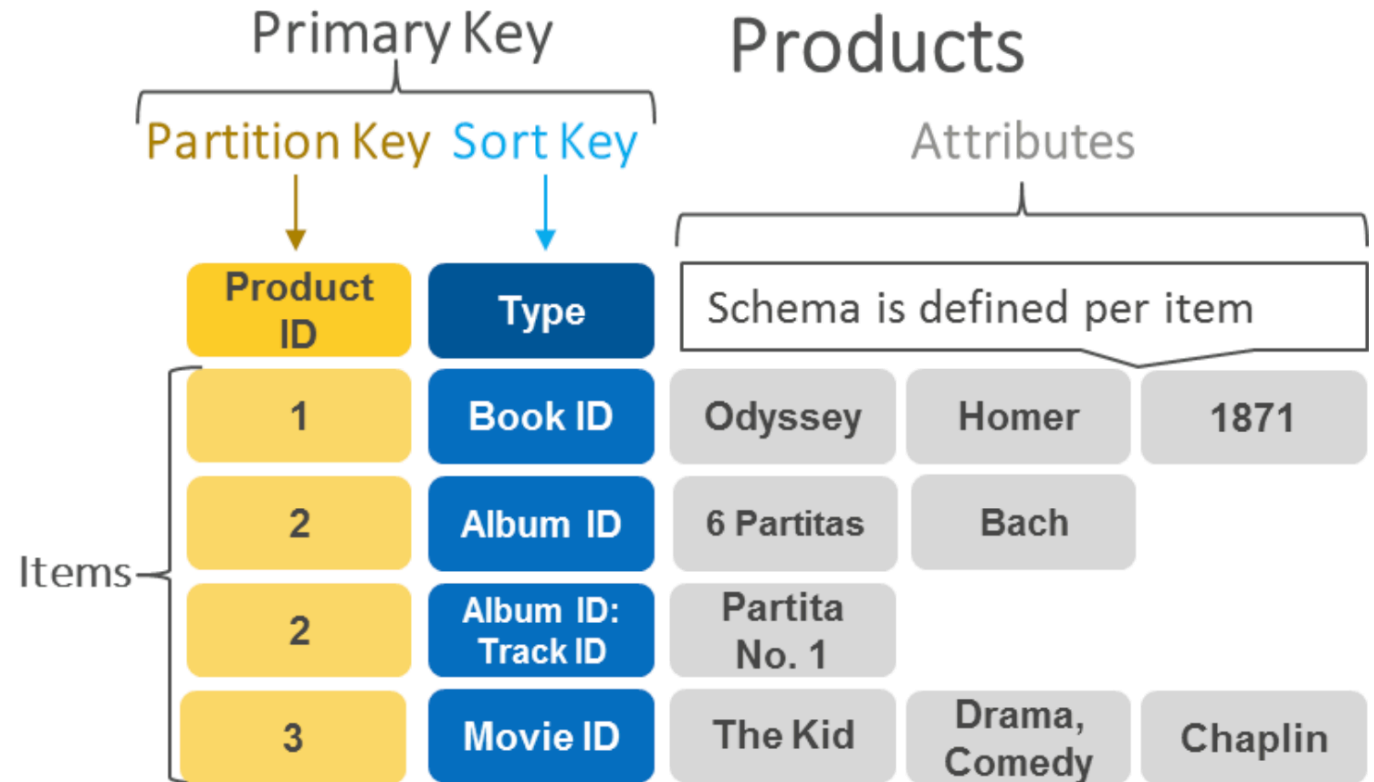 Primary Key
Products
Partition Key
Sort Key
Attributes
Product
ID
Type
Schema is defined per item
1
Book ID
Odyssey
Homer
1871
2
Album ID
6 Partitas
Bach
Items
2
Album ID:
Track ID
Partita
No. 1
3
Movie ID
The Kid
Drama,
Comedy
Chaplin